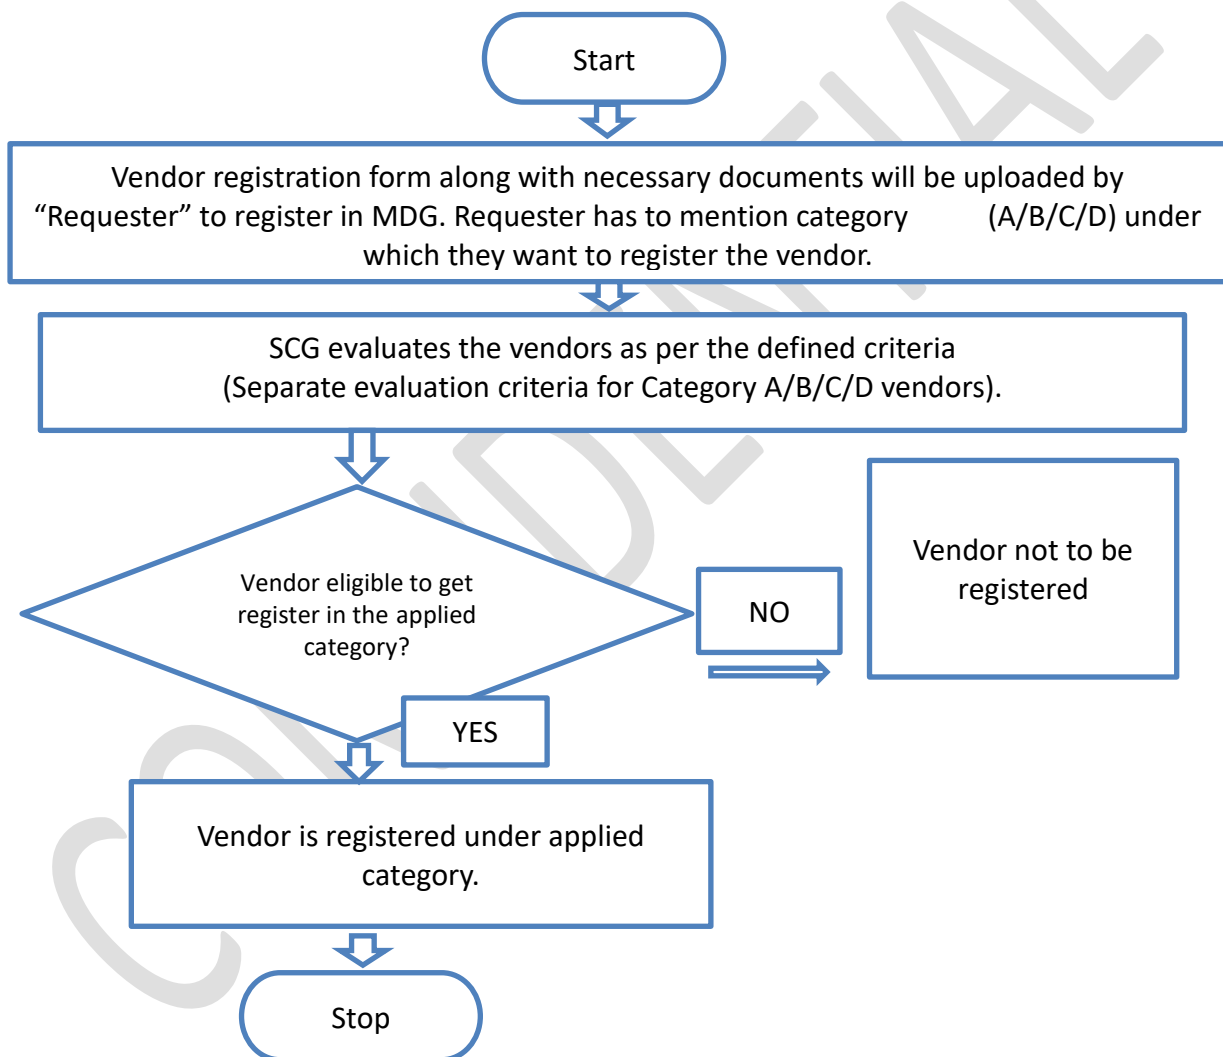 Start
Vendor registration form along with necessary documents will be uploaded by
“Requester” to register in MDG. Requester has to mention category (A/B/C/D) under
which they want to register the vendor.
SCG evaluates the vendors as per the defined criteria
(Separate evaluation criteria for Category A/B/C/D vendors).
Vendor eligible to get
register in the applied
category?
NO
Vendor not to be
registered
YES
Vendor is registered under applied
category.
Stop
CONFIDENTIAL